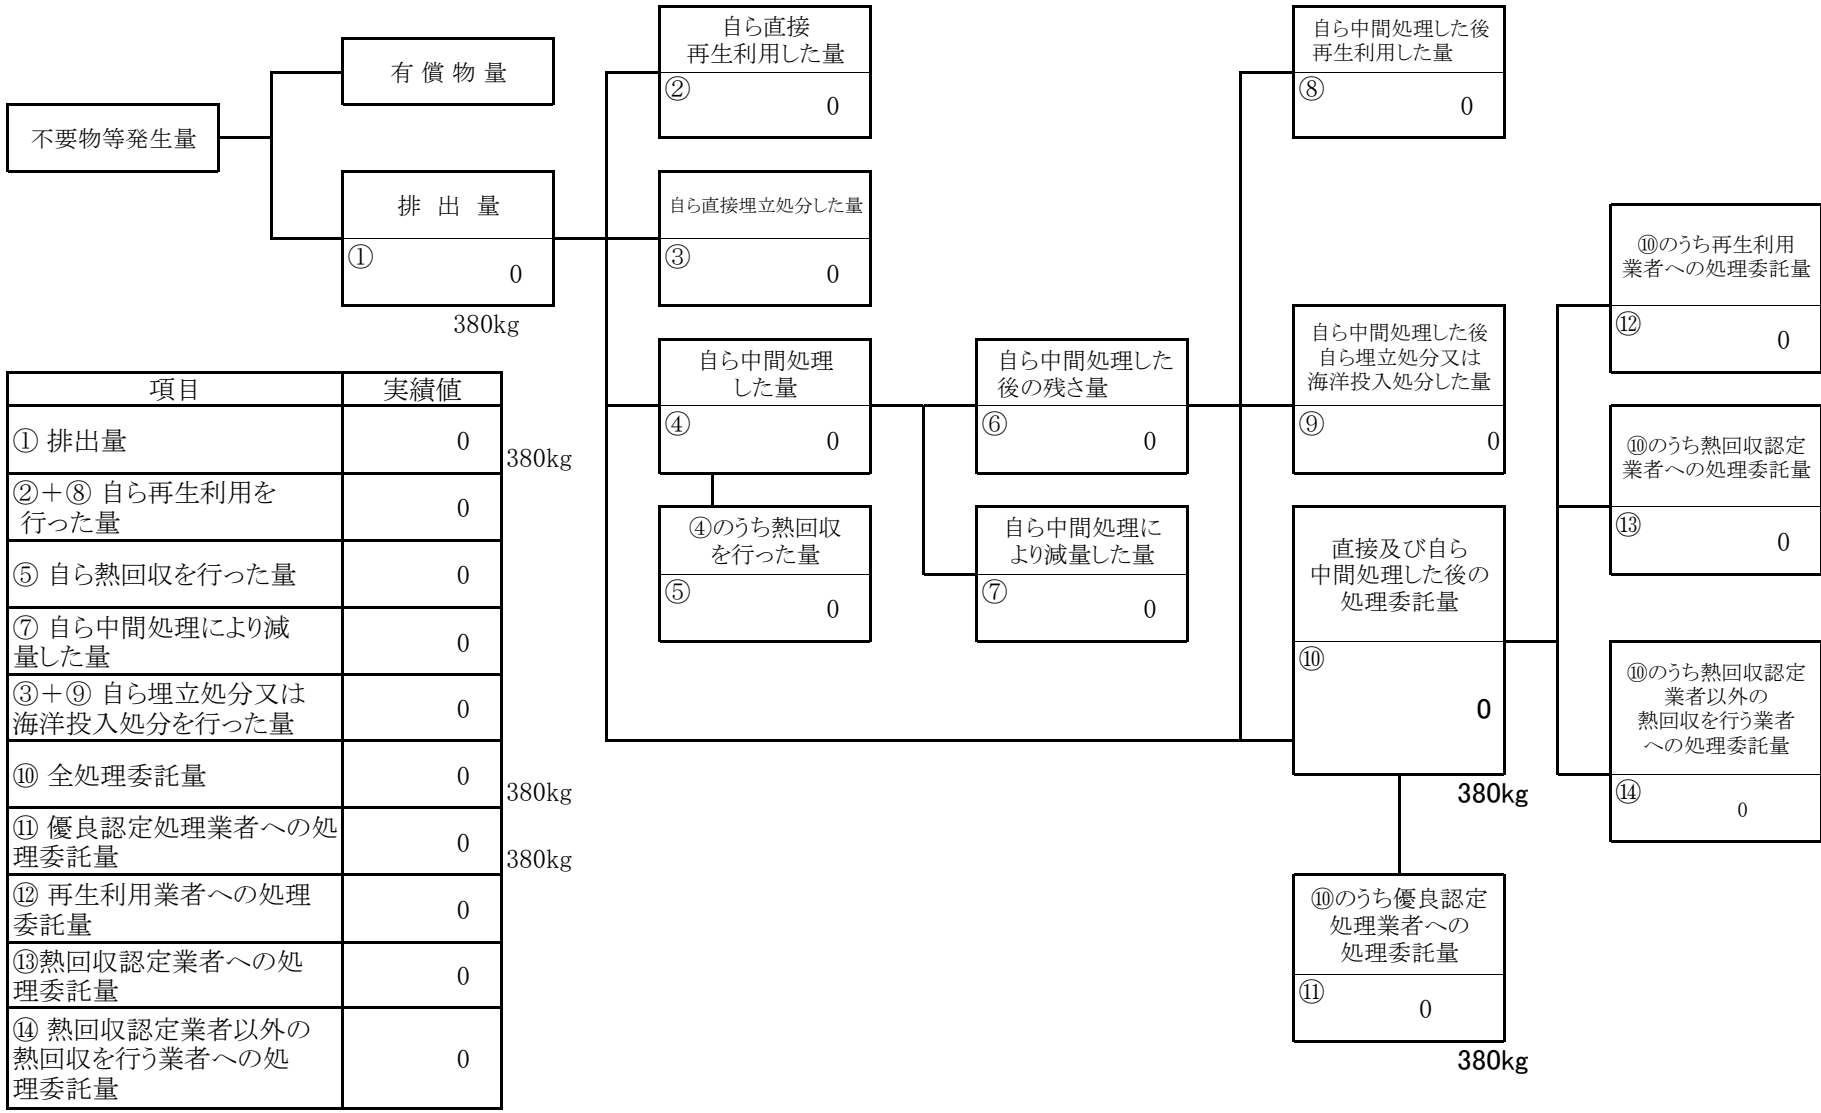 不要物等発生量
有 償 物 量
排 出 量
①
0
380kg
自ら直接
再生利用した量
②
0
自ら直接埋立処分した量
③
0
自ら中間処理
した量
④
0
④のうち熱回収
を行った量
⑤
0
自ら中間処理した
後の残さ量
⑥
0
自ら中間処理に
より減量した量
⑦
0
自ら中間処理した後
再生利用した量
⑧
0
自ら中間処理した後
自ら埋立処分又は
海洋投入処分した量
⑨
0
直接及び自ら
中間処理した後の
処理委託量
⑩
0
380kg
⑩のうち優良認定
処理業者への
処理委託量
⑪
0
380kg
⑩のうち再生利用
業者への処理委託量
⑫
0
⑩のうち熱回収認定
業者への処理委託量
⑬
0
⑩のうち熱回収認定
業者以外の
熱回収を行う業者
への処理委託量
⑭
0
項目 実績値
① 排出量 0 380kg
②＋⑧ 自ら再生利用を
行った量 0
⑤ 自ら熱回収を行った量 0
⑦ 自ら中間処理により減
量した量 0
③＋⑨ 自ら埋立処分又は
海洋投入処分を行った量 0
⑩ 全処理委託量 0 380kg
⑪ 優良認定処理業者への処
理委託量 0 380kg
⑫ 再生利用業者への処理
委託量 0
⑬熱回収認定業者への処
理委託量 0
⑭ 熱回収認定業者以外の
熱回収を行う業者への処
理委託量 0